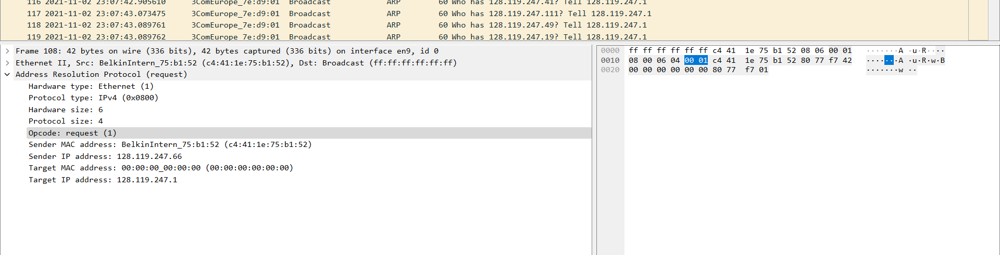 116 2021-11-02 23:07:42.905610 3ComEurope_7e:d9:01 Broadcast ARP 60 Who has 128.119.247.41? Tell 128.119.247.1
117 2021-11-02 23:07:43.073475 3ComEurope_7e:d9:01 Broadcast ARP 60 Who has 128.119.247.111? Tell 128.119.247.1
118 2021-11-02 23:07:43.089761 3ComEurope_7e:d9:01 Broadcast ARP 60 Who has 128.119.247.49? Tell 128.119.247.1
119 2021-11-02 23:07:43.089762 3ComEurope_7e:d9:01 Broadcast ARP 60 Who has 128.119.247.19? Tell 128.119.247.1
Frame 108: 42 bytes on wire (336 bits), 42 bytes captured (336 bits) on interface en9, id 0
Ethernet II, Src: BelkinIntern_75:b1:52 (c4:41:1e:75:b1:52), Dst: Broadcast (ff:ff:ff:ff:ff:ff)
Address Resolution Protocol (request)
Hardware type: Ethernet (1)
Protocol type: IPv4 (0x0800)
Hardware size: 6
Protocol size: 4
Opcode: request (1)
Sender MAC address: BelkinIntern_75:b1:52 (c4:41:1e:75:b1:52)
Sender IP address: 128.119.247.66
Target MAC address: 00:00:00_00:00:00 (00:00:00:00:00:00)
Target IP address: 128.119.247.1
0000 ff ff ff ff ff ff c4 41 1e 75 b1 52 08 06 00 01 ·······A ·u·R····
0010 08 00 06 04 00 01 c4 41 1e 75 b1 52 80 77 f7 42 ·······A ·u·R·w·B
0020 00 00 00 00 00 00 80 77 f7 01 ·······w ··